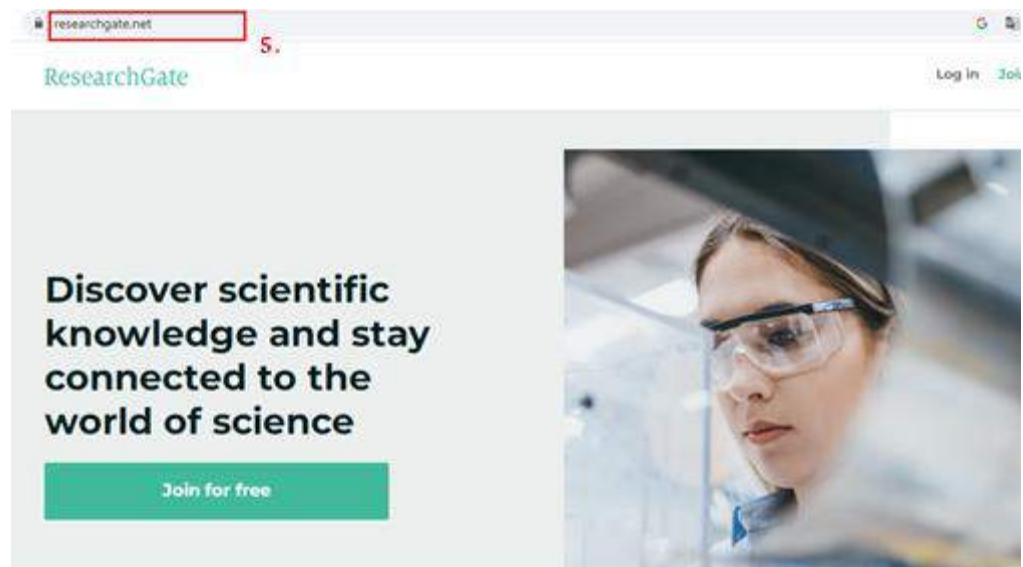 researchgate.net
5.
ResearchGate
Log in
Discover scientific
knowledge and stay
connected to the
world of science
Join for free